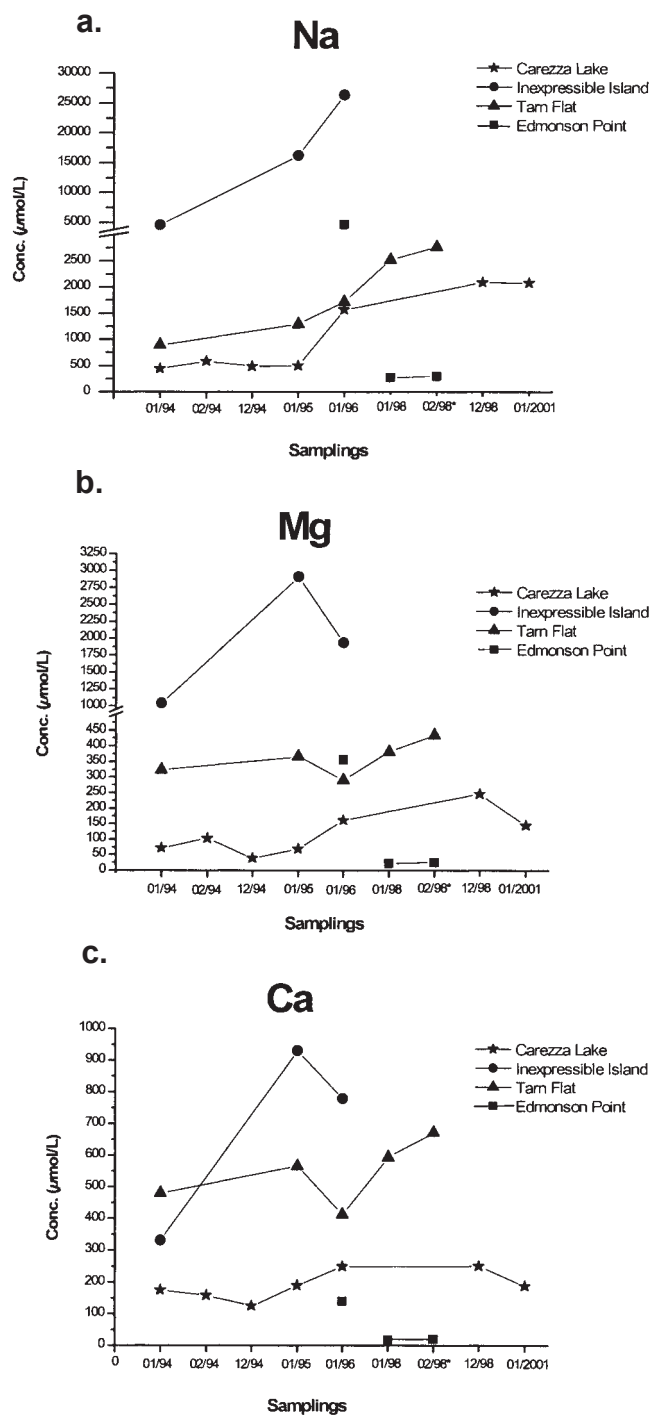 a.
Na
Carezza Lake
Inexpressible Island
Tarn Flat
Edmonson Point
30000
25000
20000
15000
10000
5000
2500
2000
1500
1000
500
0
Conc. (µmol/L)
01/94 02/94 12/94 01/95 01/96 01/98 02/98* 12/98 01/2001
Samplings
b.
Mg
Carezza Lake
Inexpressible Island
Tarn Flat
Edmonson Point
3250
3000
2750
2500
2250
2000
1750
1500
1250
1000
450
400
350
300
250
200
150
100
50
0
Conc. (µmol/L)
01/94 02/94 12/94 01/95 01/96 01/98 02/98* 12/98 01/2001
Samplings
c.
Ca
Carezza Lake
Inexpressible Island
Tarn Flat
Edmonson Point
1000
900
800
700
600
500
400
300
200
100
0
Conc. (µmol/L)
0 01/94 02/94 12/94 01/95 01/96 01/98 02/98* 12/98 01/2001
Samplings